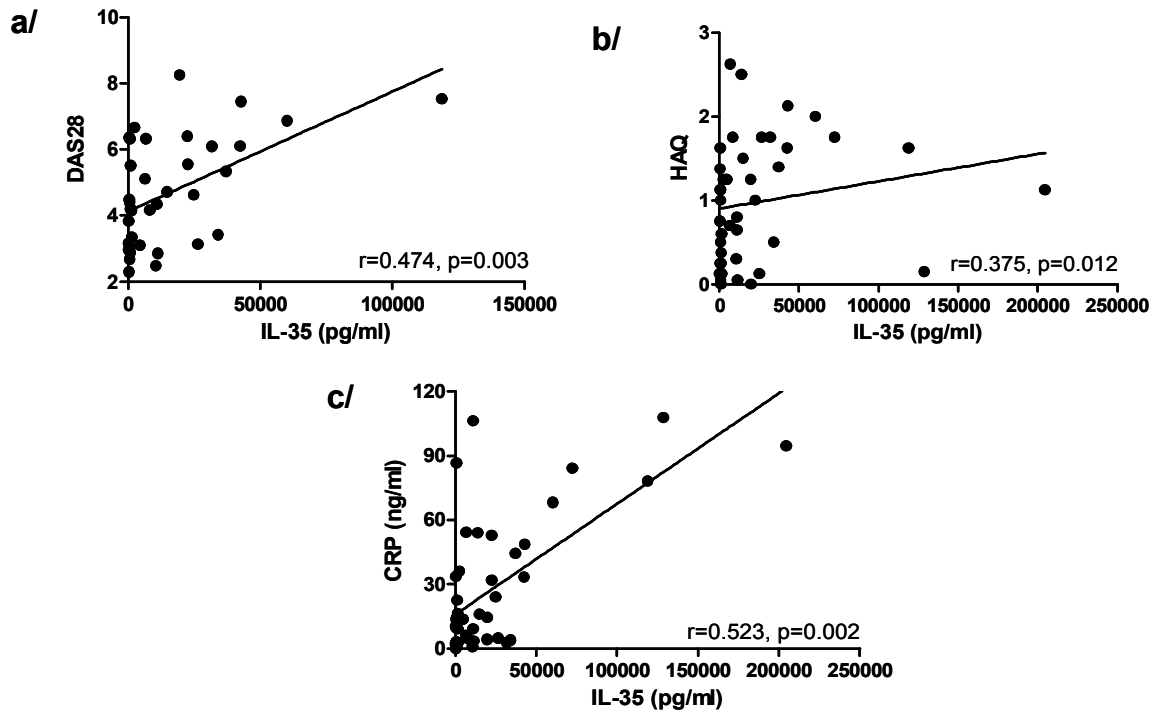 a/
10
8
6
4
2
DAS28
r=0.474, p=0.003
0 50000 100000 150000
IL-35 (pg/ml)
b/
3
2
1
0
HAQ
r=0.375, p=0.012
0 50000 100000 150000 200000 250000
IL-35 (pg/ml)
c/
120
90
60
30
0
CRP (ng/ml)
r=0.523, p=0.002
0 50000 100000 150000 200000 250000
IL-35 (pg/ml)